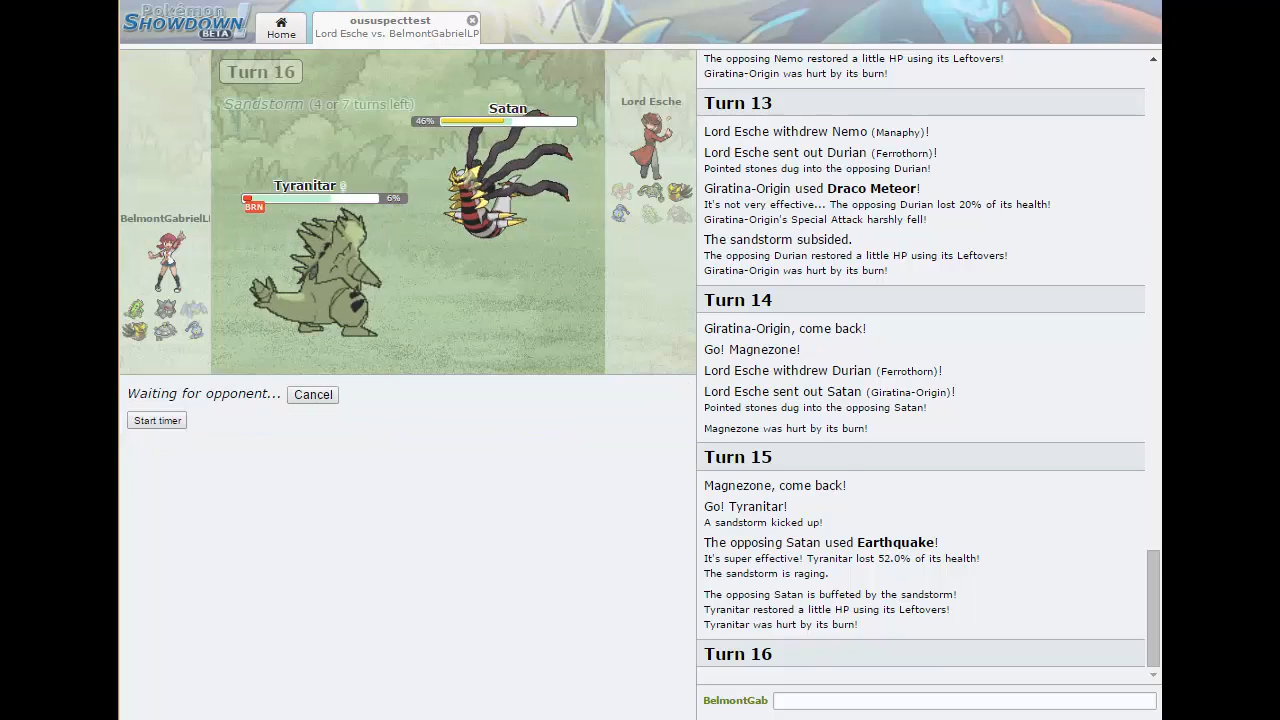 Pokémon
SHOWDOWN!
BETA
Home
oususpecttest
Lord Esche vs. BelmontGabrielLP
Turn 16
Sandstorm (4 or 7 turns left)
Satan
46%
Lord Esche
Tyranitar
6%
BRN
BelmontGabrielL
Waiting for opponent... Cancel
Start timer
The opposing Nemo restored a little HP using its Leftovers!
Giratina-Origin was hurt by its burn!
Turn 13
Lord Esche withdrew Nemo (Manaphy)!
Lord Esche sent out Durian (Ferrothorn)!
Pointed stones dug into the opposing Durian!
Giratina-Origin used Draco Meteor!
It's not very effective... The opposing Durian lost 20% of its health!
Giratina-Origin's Special Attack harshly fell!
The sandstorm subsided.
The opposing Durian restored a little HP using its Leftovers!
Giratina-Origin was hurt by its burn!
Turn 14
Giratina-Origin, come back!
Go! Magnezone!
Lord Esche withdrew Durian (Ferrothorn)!
Lord Esche sent out Satan (Giratina-Origin)!
Pointed stones dug into the opposing Satan!
Magnezone was hurt by its burn!
Turn 15
Magnezone, come back!
Go! Tyranitar!
A sandstorm kicked up!
The opposing Satan used Earthquake!
It's super effective! Tyranitar lost 52.0% of its health!
The sandstorm is raging.
The opposing Satan is buffeted by the sandstorm!
Tyranitar restored a little HP using its Leftovers!
Tyranitar was hurt by its burn!
Turn 16
BelmontGab